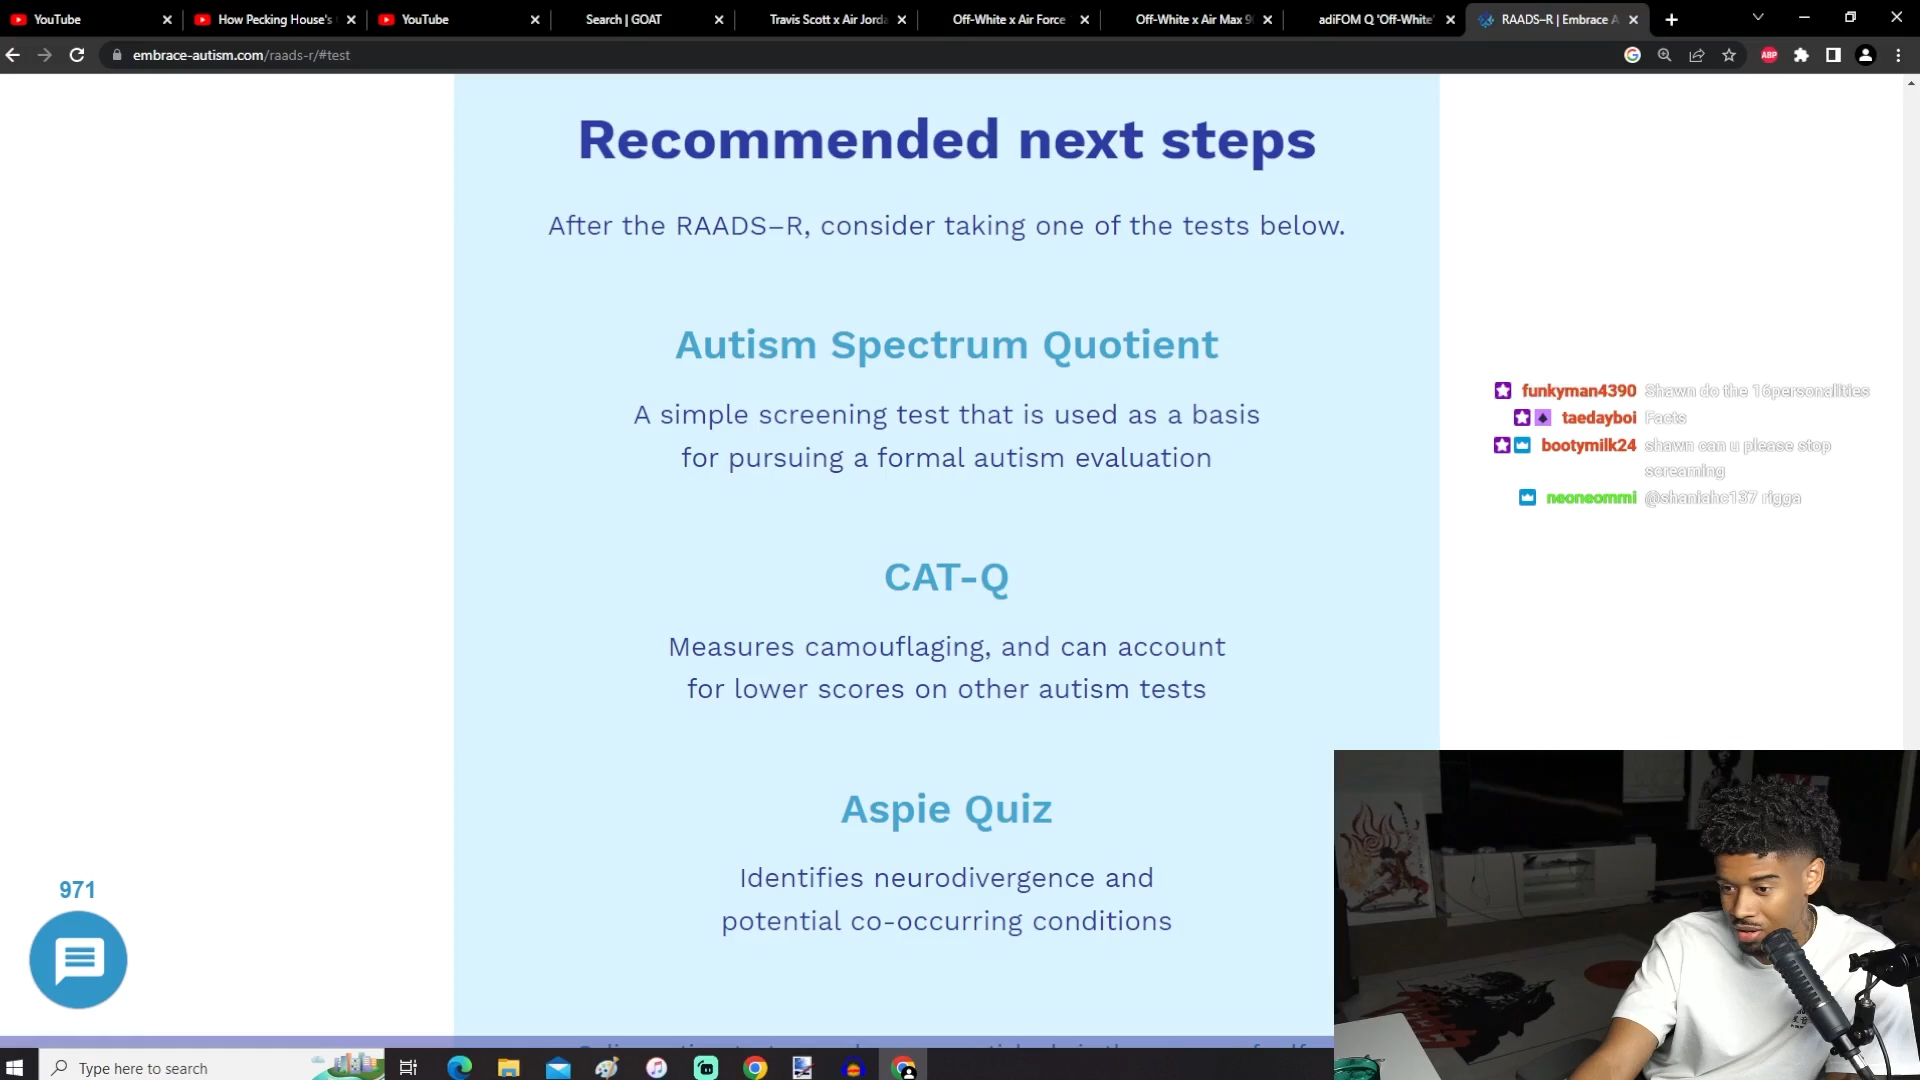 YouTube
How Pecking House's
YouTube
Search | GOAT
Travis Scott x Air Jorda
Off-White x Air Force
Off-White x Air Max 9
adiFOM Q 'Off-White'
RAADS–R | Embrace A
embrace-autism.com/raads-r/#test
ABP
Recommended next steps
After the RAADS–R, consider taking one of the tests below.
Autism Spectrum Quotient
A simple screening test that is used as a basis
for pursuing a formal autism evaluation
CAT-Q
Measures camouflaging, and can account
for lower scores on other autism tests
Aspie Quiz
Identifies neurodivergence and
potential co-occurring conditions
funkyman4390 Shawn do the 16personalities
taedayboi Facts
bootymilk24 shawn can u please stop
screaming
neoneommi @shaniahc137 rigga
971
Type here to search